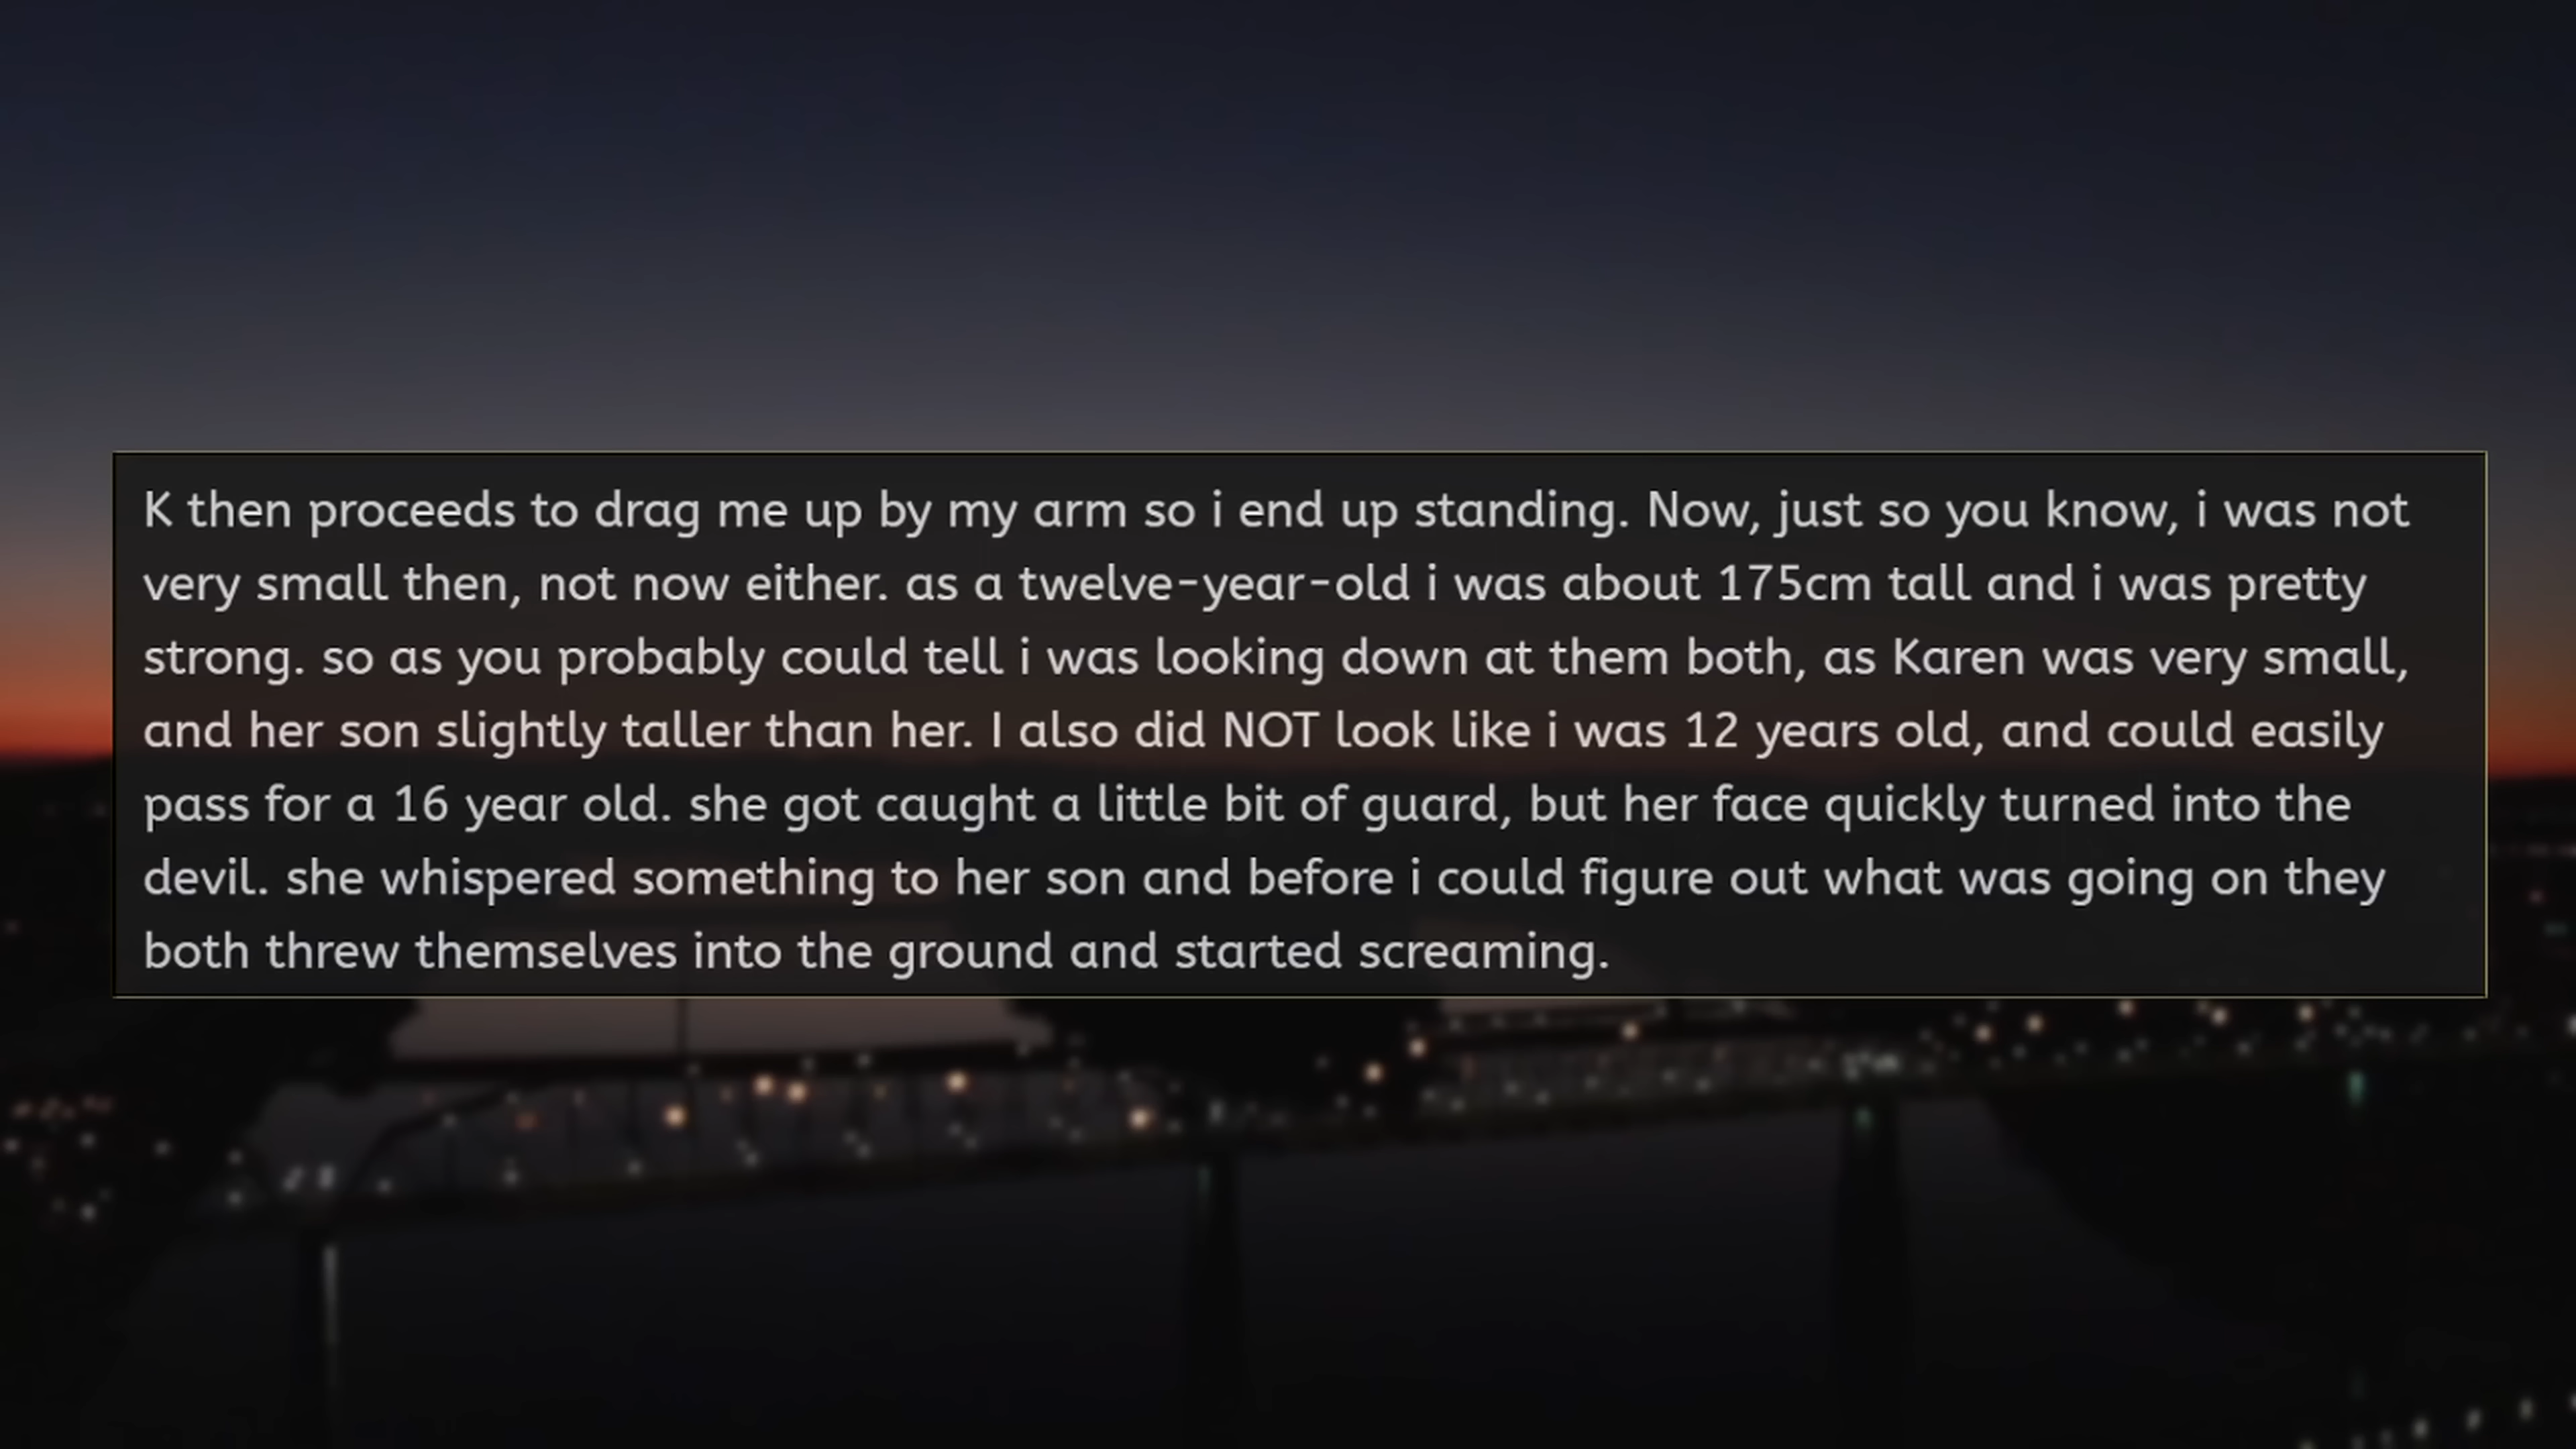 K then proceeds to drag me up by my arm so i end up standing. Now, just so you know, i was not
very small then, not now either. as a twelve-year-old i was about 175cm tall and i was pretty
strong. so as you probably could tell i was looking down at them both, as Karen was very small,
and her son slightly taller than her. I also did NOT look like i was 12 years old, and could easily
pass for a 16 year old. she got caught a little bit of guard, but her face quickly turned into the
devil. she whispered something to her son and before i could figure out what was going on they
both threw themselves into the ground and started screaming.